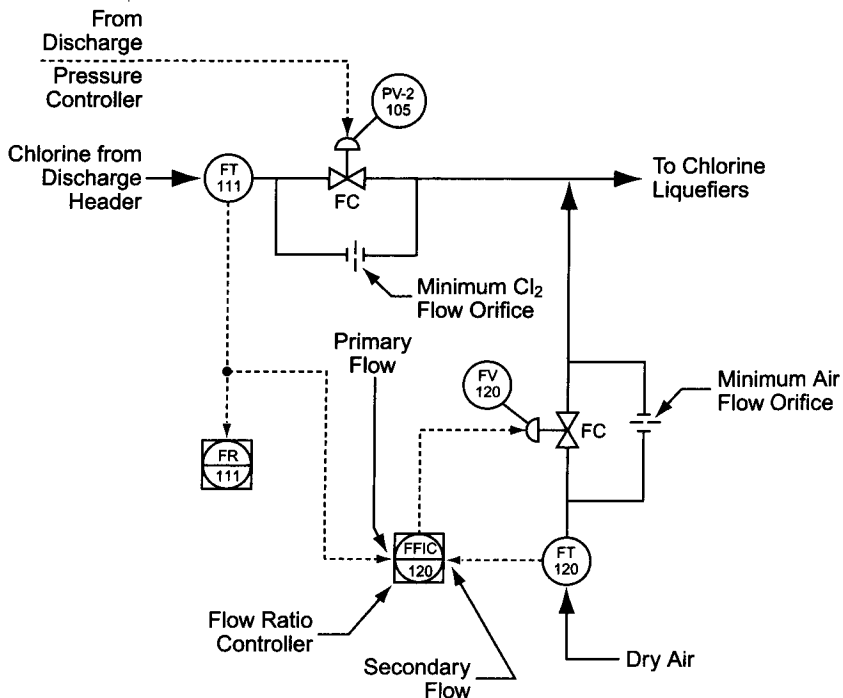 From
Discharge
Pressure
Controller
PV-2
105
Chlorine from
Discharge
Header
FT
111
FC
To Chlorine
Liquefiers
Minimum Cl₂
Flow Orifice
Primary
Flow
FV
120
FC
Minimum Air
Flow Orifice
FR
111
FFIC
120
FT
120
Flow Ratio
Controller
Secondary
Flow
Dry Air